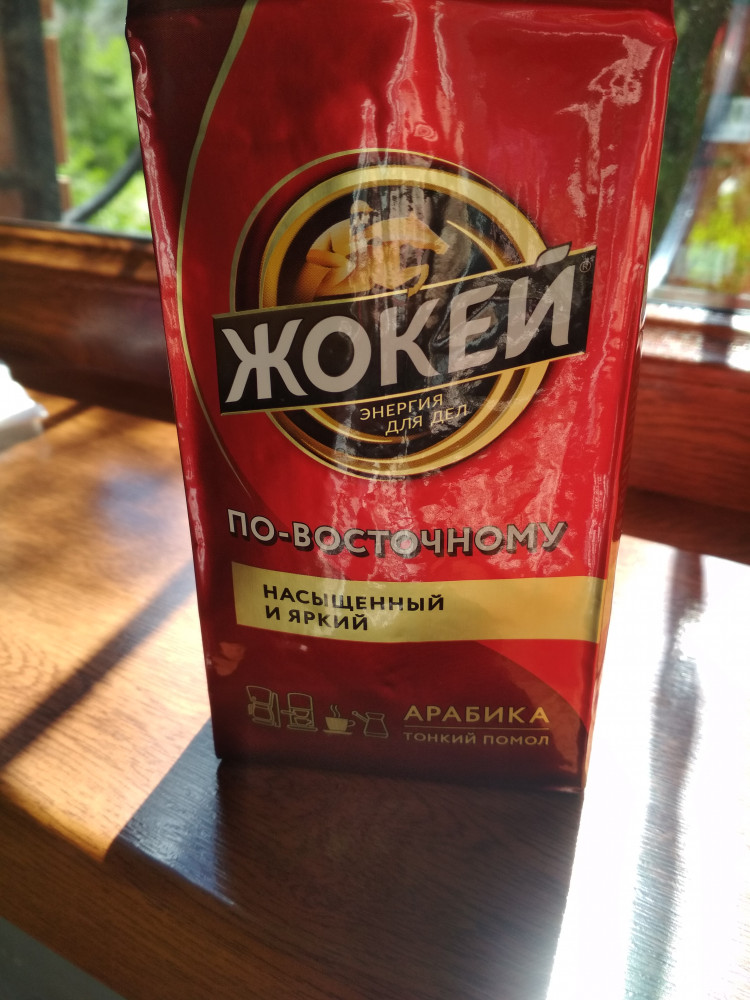 ЖОКЕЙ®
ЭНЕРГИЯ
ДЛЯ ДЕЛ
ПО-ВОСТОЧНОМУ
НАСЫЩЕННЫЙ
И ЯРКИЙ
АРАБИКА
ТОНКИЙ ПОМОЛ